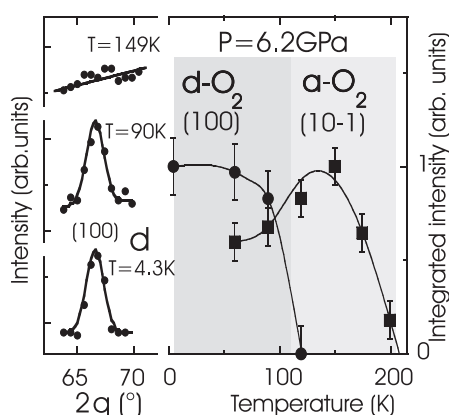 P=6.2GPa
T=149K
d-O₂
a-O₂
(100)
(10-1)
T=90K
(100)
d
T=4.3K
Intensity (arb.units)
Integrated intensity (arb. units)
1
0
65
70
0
100
200
2q (°)
Temperature (K)